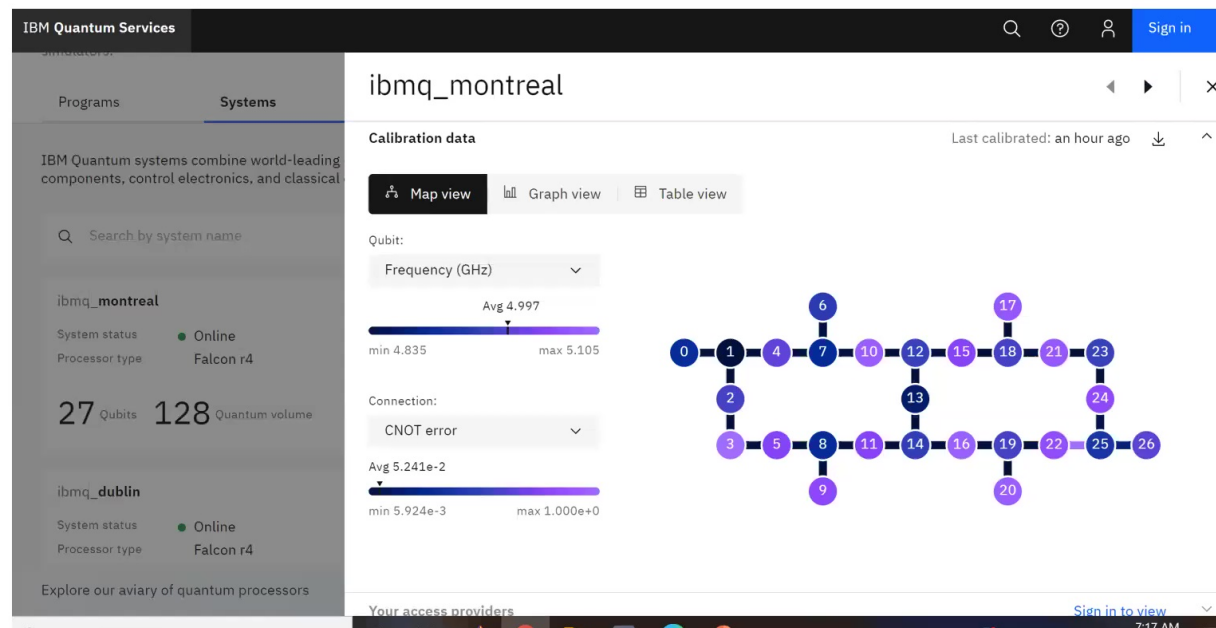 IBM Quantum Services
Sign in
simulators.
Programs
Systems
IBM Quantum systems combine world-leading
components, control electronics, and classical
Search by system name
ibmq_montreal
System status Online
Processor type Falcon r4
27 Qubits 128 Quantum volume
ibmq_dublin
System status Online
Processor type Falcon r4
Explore our aviary of quantum processors
ibmq_montreal
Calibration data
Last calibrated: an hour ago
Map view
Graph view
Table view
Qubit:
Frequency (GHz)
Avg 4.997
min 4.835 max 5.105
Connection:
CNOT error
Avg 5.241e-2
min 5.924e-3 max 1.000e+0
6 17
0 1 4 7 10 12 15 18 21 23
2 13 24
3 5 8 11 14 16 19 22 25 26
9 20
Your access providers
Sign in to view
7:17 AM